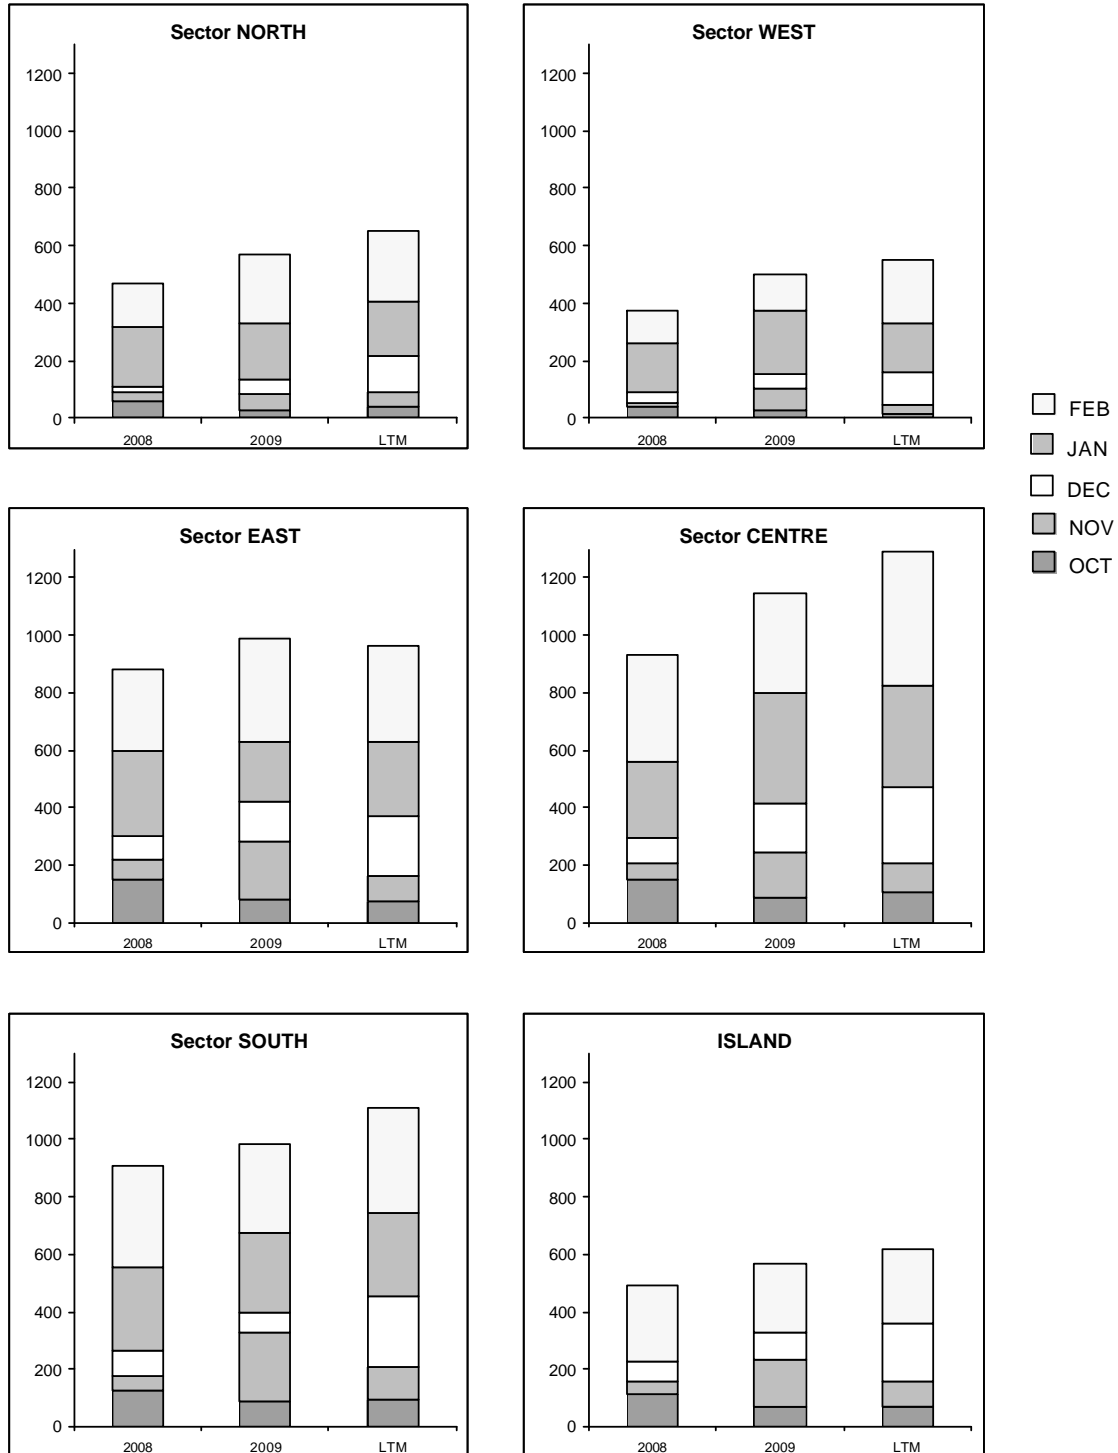 Sector NORTH
1200
1000
800
600
400
200
0
2008 2009 LTM
Sector WEST
1200
1000
800
600
400
200
0
2008 2009 LTM
FEB
JAN
DEC
NOV
OCT
Sector EAST
1200
1000
800
600
400
200
0
2008 2009 LTM
Sector CENTRE
1200
1000
800
600
400
200
0
2008 2009 LTM
Sector SOUTH
1200
1000
800
600
400
200
0
2008 2009 LTM
ISLAND
1200
1000
800
600
400
200
0
2008 2009 LTM